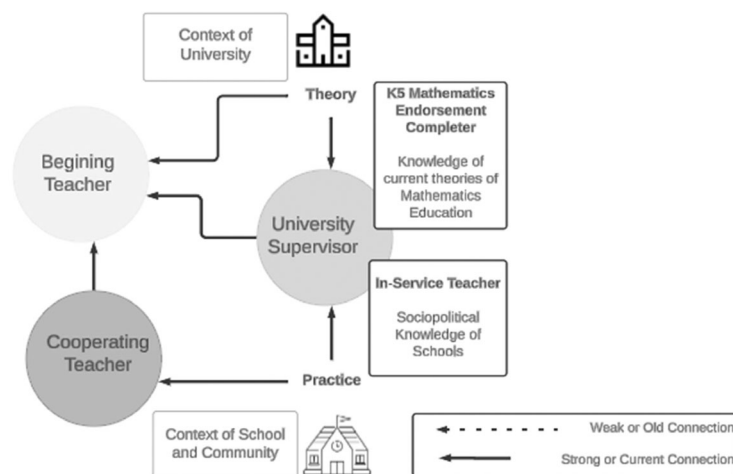 Context of
University
Theory
K5 Mathematics
Endorsement
Completer
Knowledge of
current theories of
Mathematics
Education
Begining
Teacher
University
Supervisor
In-Service Teacher
Sociopolitical
Knowledge of
Schools
Cooperating
Teacher
Practice
Context of School
and Community
Weak or Old Connection
Strong or Current Connection